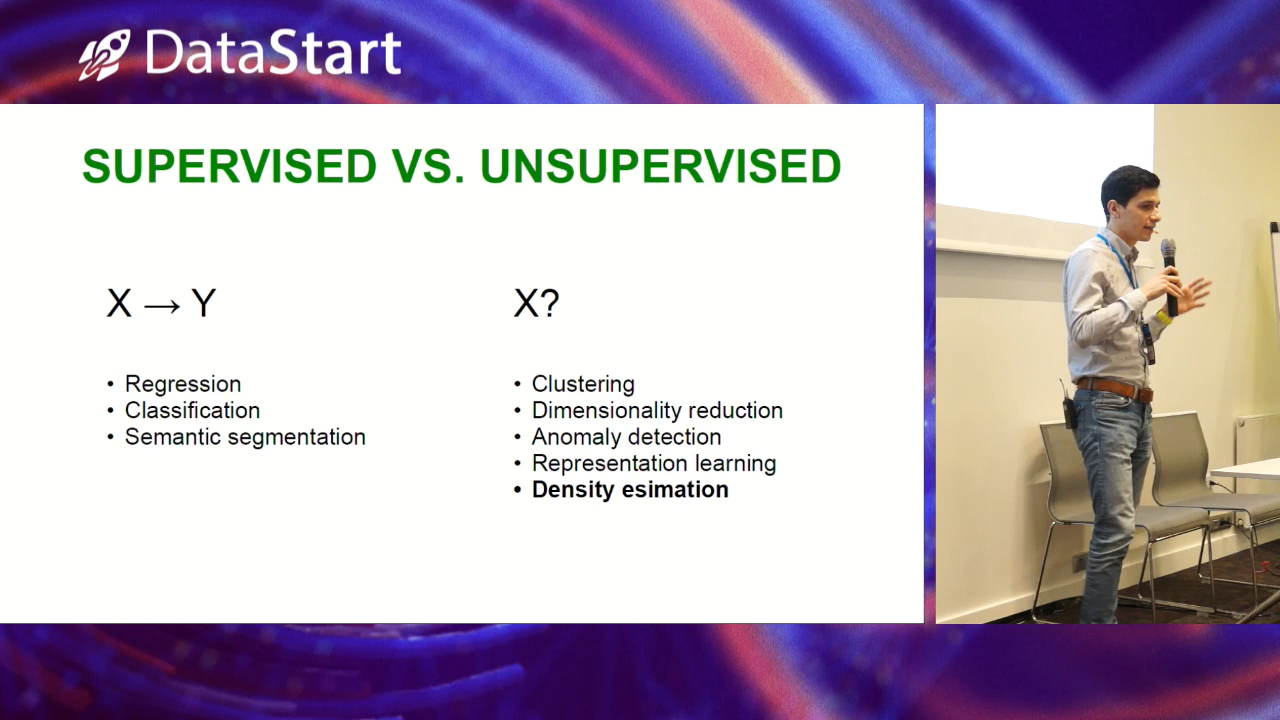 DataStart
SUPERVISED VS. UNSUPERVISED
X → Y
• Regression
• Classification
• Semantic segmentation
X?
• Clustering
• Dimensionality reduction
• Anomaly detection
• Representation learning
• Density esimation